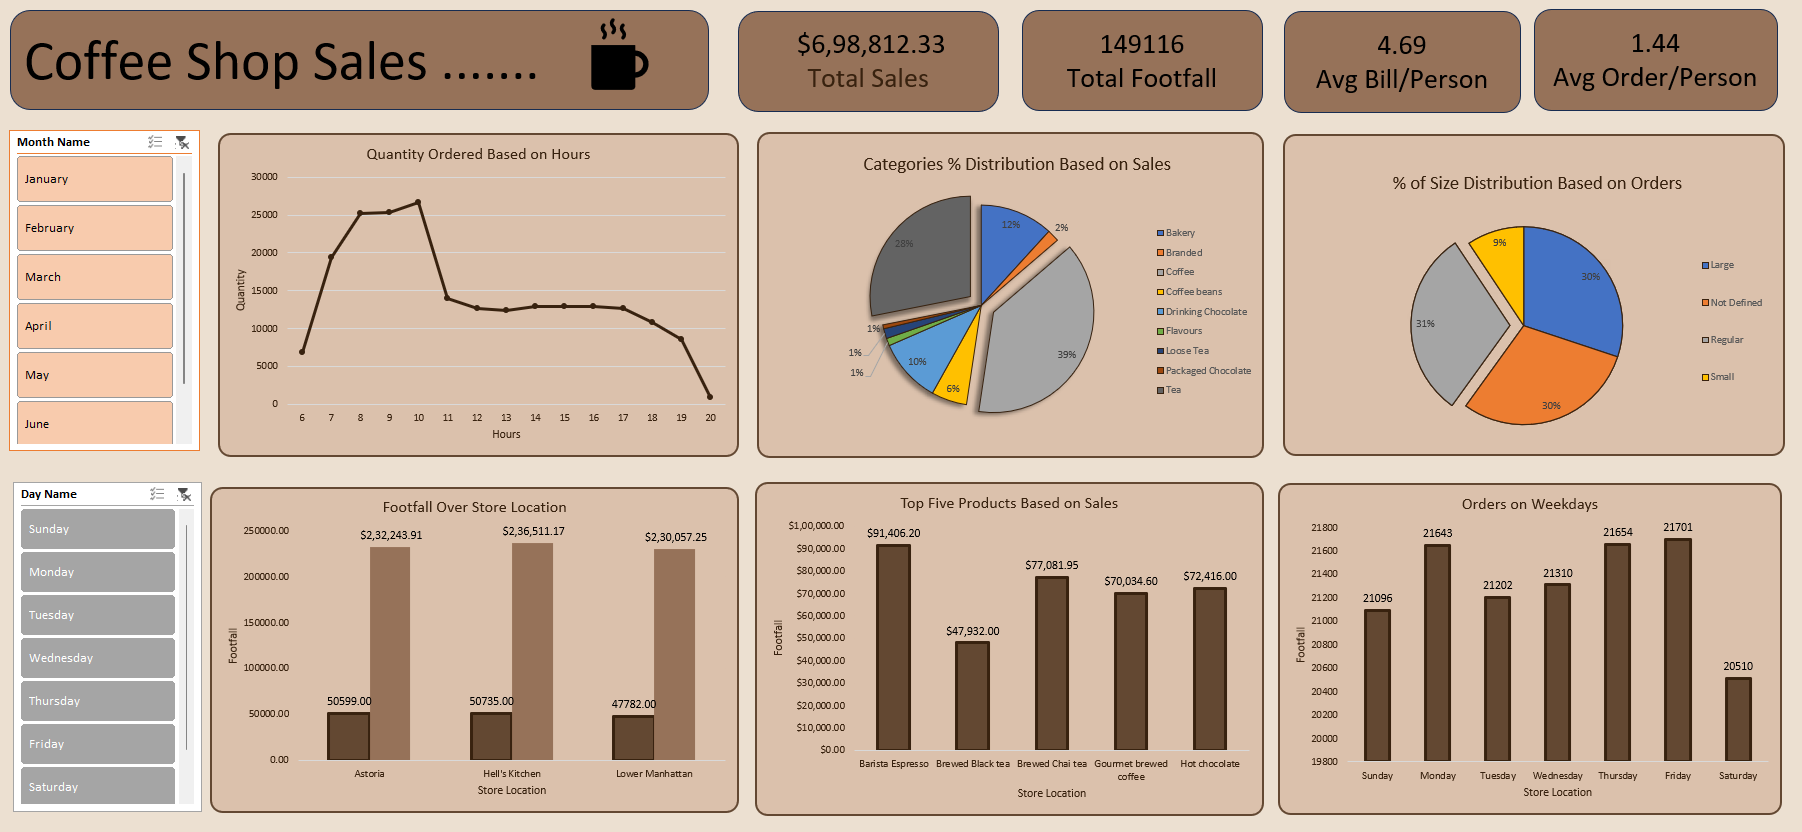 Coffee Shop Sales .......
$6,98,812.33
Total Sales
149116
Total Footfall
4.69
Avg Bill/Person
1.44
Avg Order/Person
Month Name
January
February
March
April
May
June
Quantity Ordered Based on Hours
30000
25000
20000
15000
10000
5000
0
Quantity
6 7 8 9 10 11 12 13 14 15 16 17 18 19 20
Hours
Categories % Distribution Based on Sales
12%
2%
39%
6%
10%
1%
1%
1%
28%
Bakery
Branded
Coffee
Coffee beans
Drinking Chocolate
Flavours
Loose Tea
Packaged Chocolate
Tea
% of Size Distribution Based on Orders
30%
30%
31%
9%
Large
Not Defined
Regular
Small
Day Name
Sunday
Monday
Tuesday
Wednesday
Thursday
Friday
Saturday
Footfall Over Store Location
250000.00
200000.00
150000.00
100000.00
50000.00
0.00
Footfall
$2,32,243.91
$2,36,511.17
$2,30,057.25
50599.00
50735.00
47782.00
Astoria
Hell's Kitchen
Lower Manhattan
Store Location
Top Five Products Based on Sales
$1,00,000.00
$90,000.00
$80,000.00
$70,000.00
$60,000.00
$50,000.00
$40,000.00
$30,000.00
$20,000.00
$10,000.00
$0.00
Footfall
$91,406.20
$47,932.00
$77,081.95
$70,034.60
$72,416.00
Barista Espresso
Brewed Black tea
Brewed Chai tea
Gourmet brewed
coffee
Hot chocolate
Store Location
Orders on Weekdays
21800
21600
21400
21200
21000
20800
20600
20400
20200
20000
19800
Footfall
21096
21643
21202
21310
21654
21701
20510
Sunday
Monday
Tuesday
Wednesday
Thursday
Friday
Saturday
Store Location